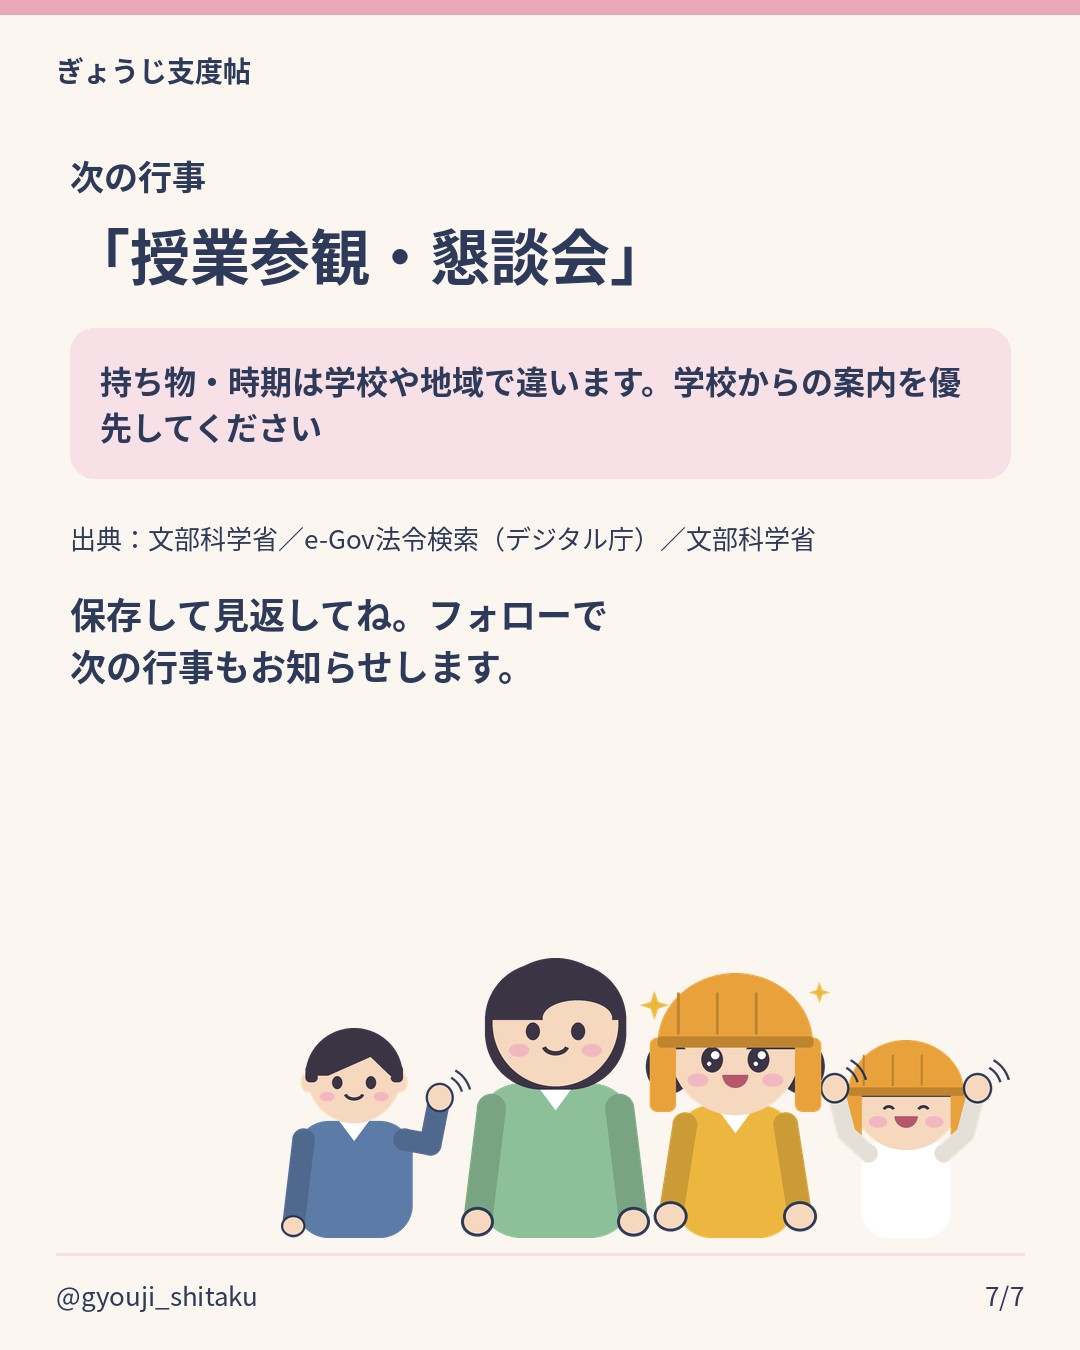 ぎょうじ支度帖
次の行事
「授業参観・懇談会」
持ち物・時期は学校や地域で違います。学校からの案内を優
先してください
出典：文部科学省／e-Gov法令検索（デジタル庁）／文部科学省
保存して見返してね。フォローで
次の行事もお知らせします。
@gyouji_shitaku
7/7